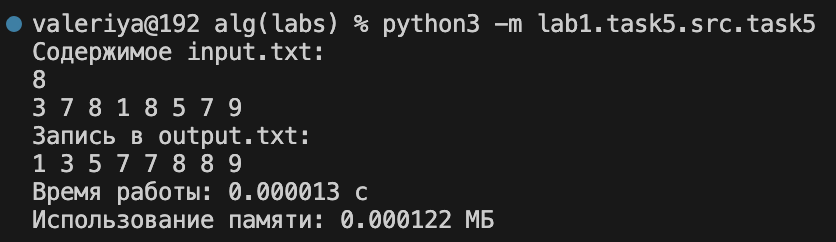 valeriya@192 alg(labs) % python3 -m lab1.task5.src.task5
Содержимое input.txt:
8
3 7 8 1 8 5 7 9
Запись в output.txt:
1 3 5 7 7 8 8 9
Время работы: 0.000013 с
Использование памяти: 0.000122 МБ